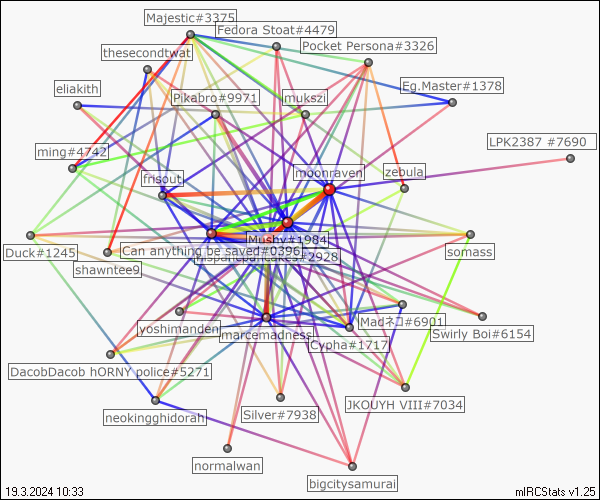 Majestic#3375
Fedora Stoat#4479
Pocket Persona#3326
thesecondtwat
Eg.Master#1378
eliakith
Pikabro#9971
mukszi
LPK2387 #7690
ming#4742
moonraven
zebula
frisout
Mushy#1984
Duck#1245
Can anything be saved#0396
#2928
somass
shawntee9
yoshimanden
Madネコ#6901
marcemadness
Swirly Boi#6154
Cypha#1717
DacobDacob hORNY police#5271
JKOUYH VIII#7034
neokingghidorah
Silver#7938
normalwan
bigcitysamurai
19.3.2024 10:33
mIRCStats v1.25